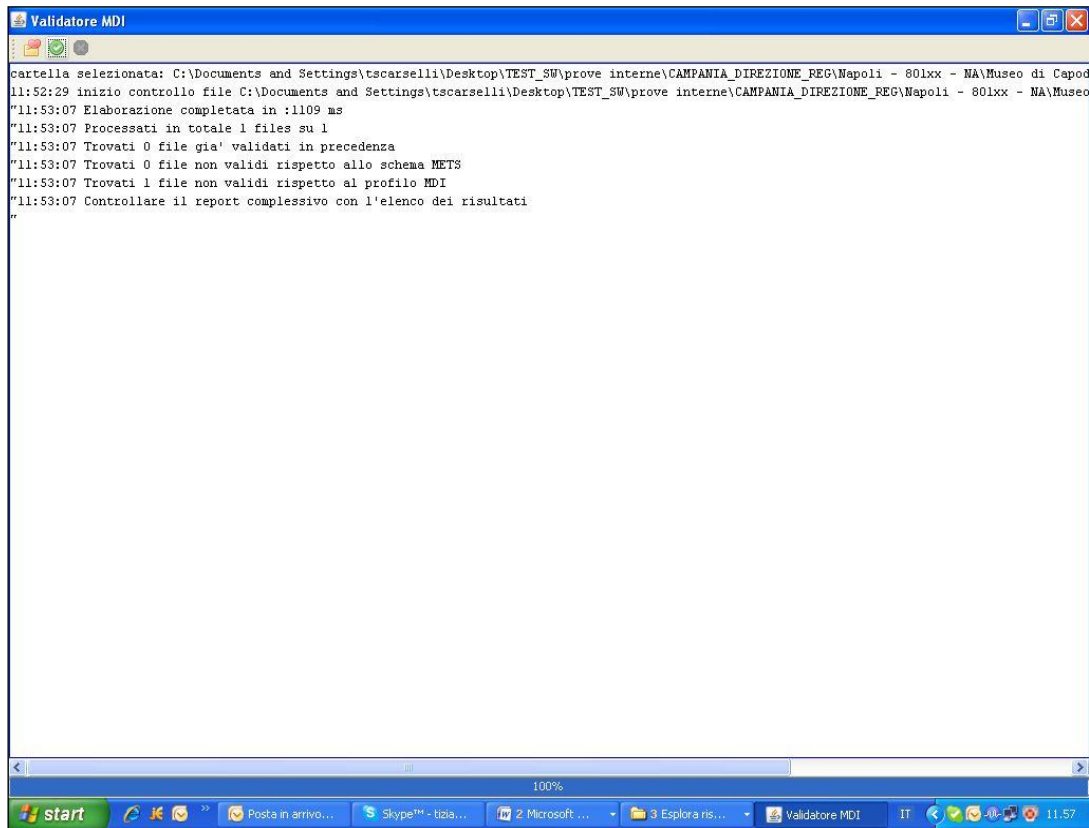 Validatore MDI
cartella selezionata: C:\Documents and Settings\tscarselli\Desktop\TEST_SW\prove interne\CAMPANIA_DIREZIONE_REG\Napoli - 801xx - NA\Museo di Capod
11:52:29 inizio controllo file C:\Documents and Settings\tscarselli\Desktop\TEST_SW\prove interne\CAMPANIA_DIREZIONE_REG\Napoli - 801xx - NA\Museo
"11:53:07 Elaborazione completata in :1109 ms
"11:53:07 Processati in totale 1 files su 1
"11:53:07 Trovati 0 file gia' validati in precedenza
"11:53:07 Trovati 0 file non validi rispetto allo schema METS
"11:53:07 Trovati 1 file non validi rispetto al profilo MDI
"11:53:07 Controllare il report complessivo con l'elenco dei risultati
"
100%
start » Posta in arrivo... Skype™ - tizia... 2 Microsoft ... 3 Esplora ris... Validatore MDI IT 11.57